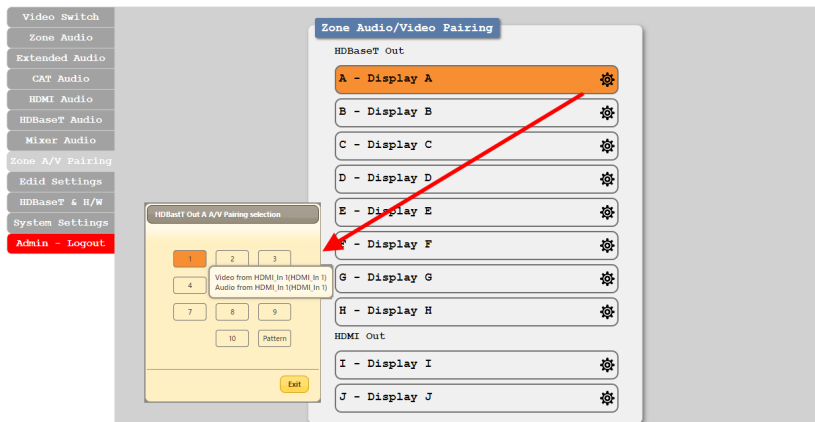 Video Switch
Zone Audio
Extended Audio
CAT Audio
HDMI Audio
HDBaseT Audio
Mixer Audio
Zone A/V Pairing
Edid Settings
HDBaseT & H/W
System Settings
Admin - Logout
Zone Audio/Video Pairing
HDBaseT Out
A - Display A
B - Display B
C - Display C
D - Display D
E - Display E
F - Display F
G - Display G
H - Display H
HDMI Out
I - Display I
J - Display J
HDBastT Out A A/V Pairing selection
1 2 3
4
Video from HDMI_In 1(HDMI_In 1)
Audio from HDMI_In 1(HDMI_In 1)
7 8 9
10 Pattern
Exit